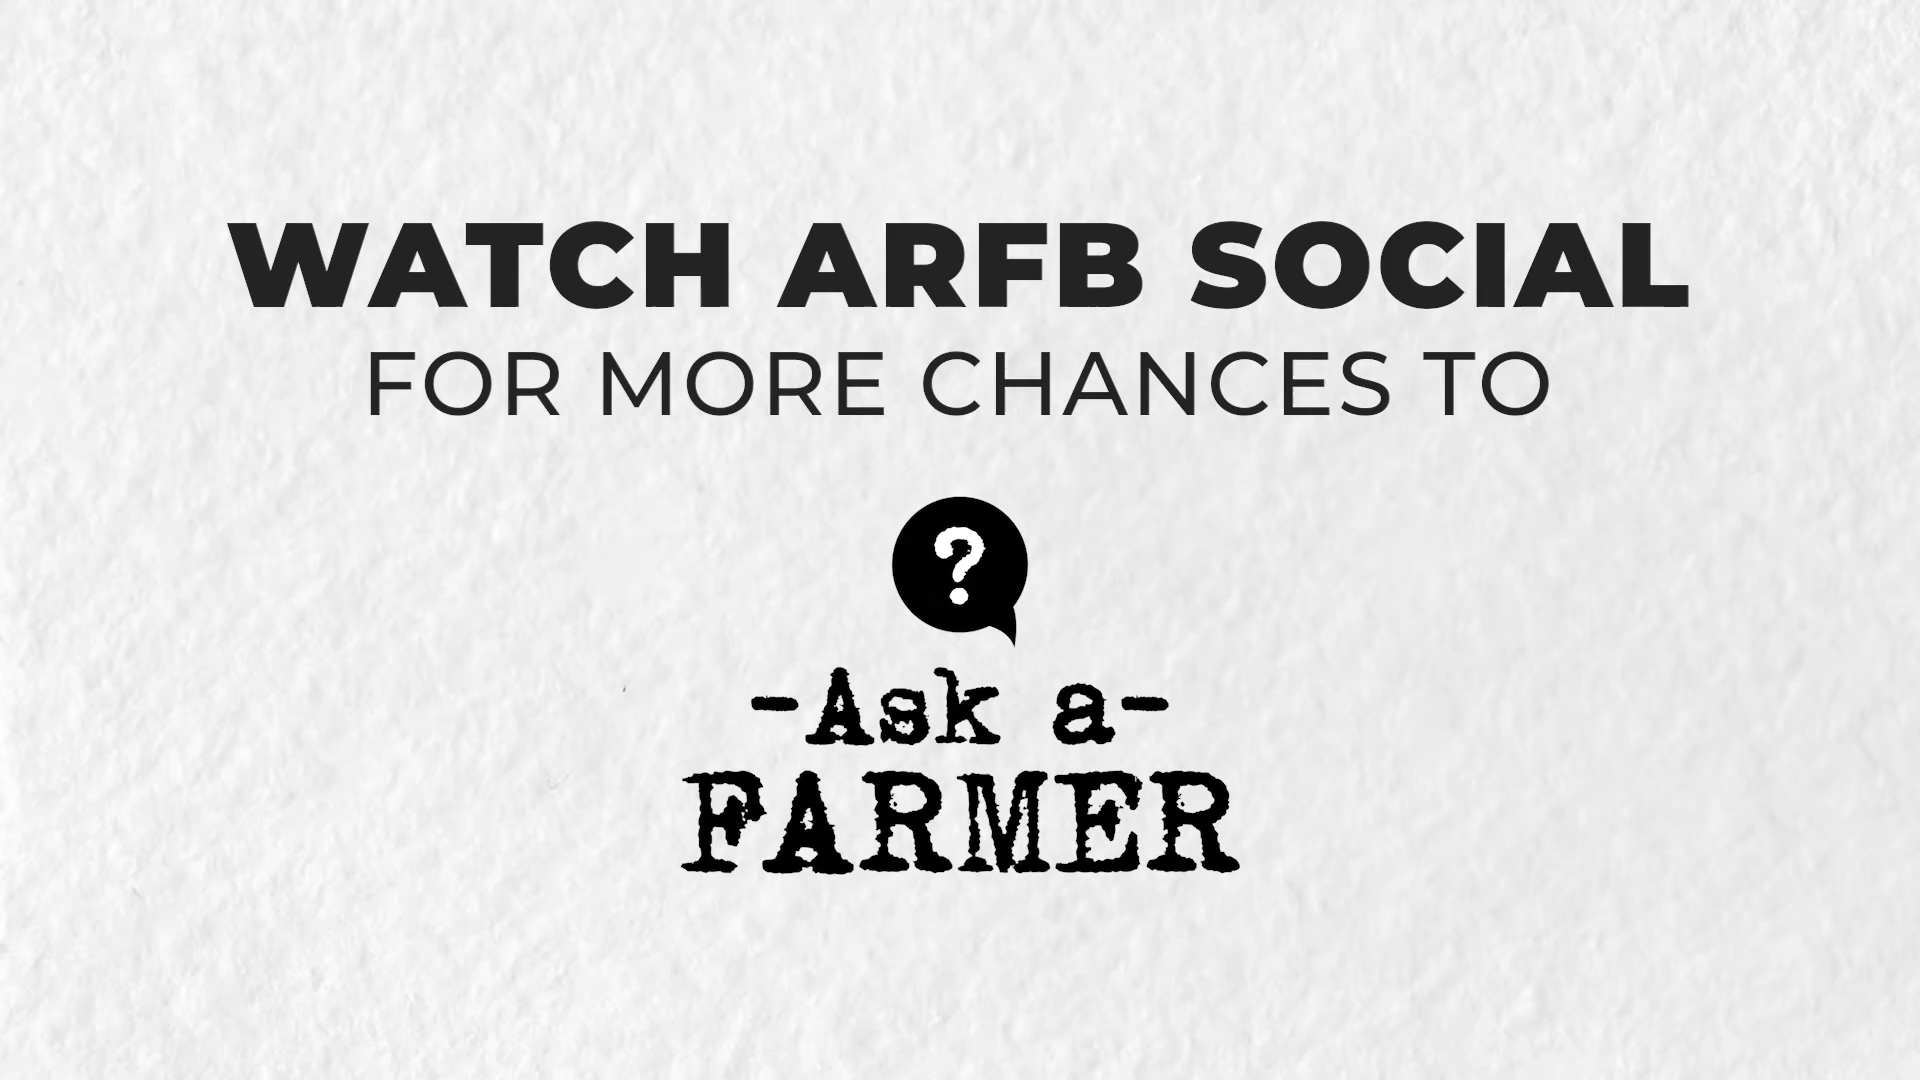 WATCH ARFB SOCIAL
FOR MORE CHANCES TO
?
-Ask a-
FARMER